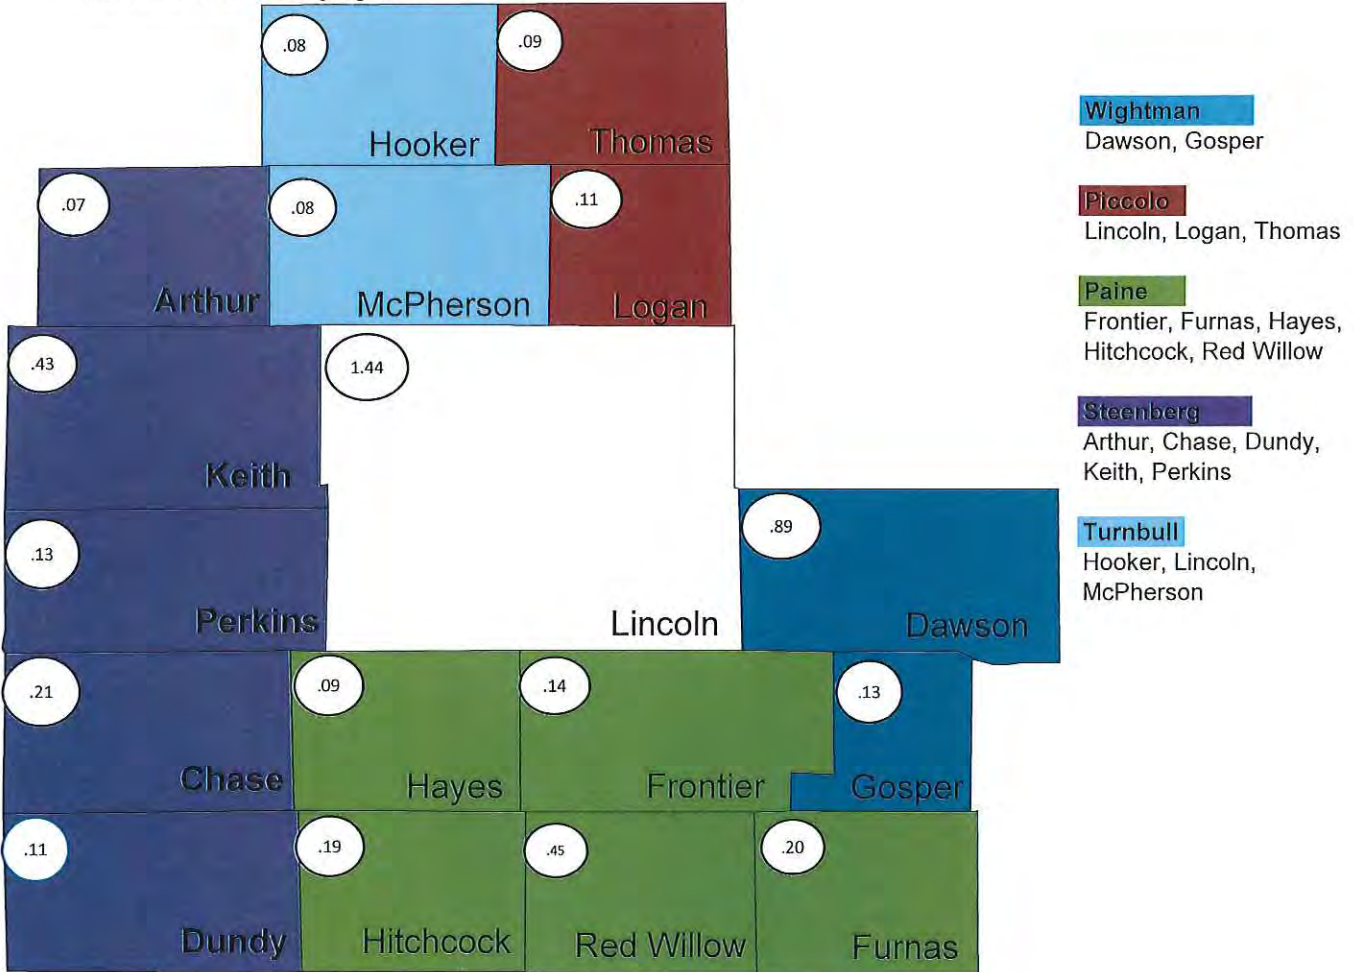 .08
.09
Hooker
Thomas
.07
.08
.11
Arthur
McPherson
Logan
.43
1.44
Keith
.13
.89
Perkins
Lincoln
Dawson
.21
.09
.14
.13
Chase
Hayes
Frontier
Gosper
.11
.19
.45
.20
Dundy
Hitchcock
Red Willow
Furnas
Wightman
Dawson, Gosper
Piccolo
Lincoln, Logan, Thomas
Paine
Frontier, Furnas, Hayes,
Hitchcock, Red Willow
Steenberg
Arthur, Chase, Dundy,
Keith, Perkins
Turnbull
Hooker, Lincoln,
McPherson